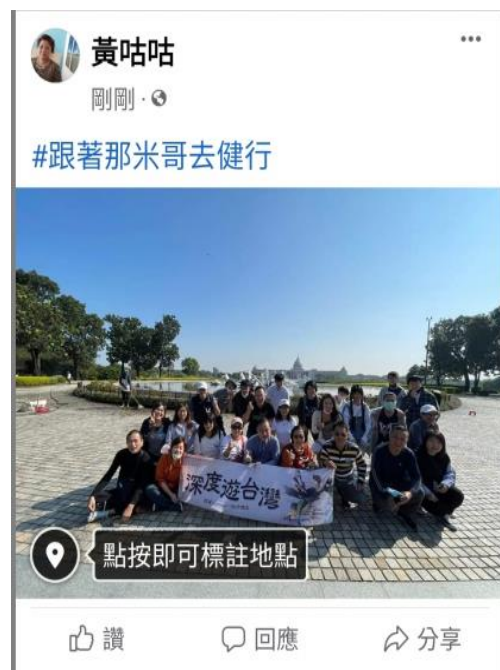 黃咕咕
剛剛
#跟著那米哥去健行
深度遊台灣
點按即可標註地點
讚
回應
分享